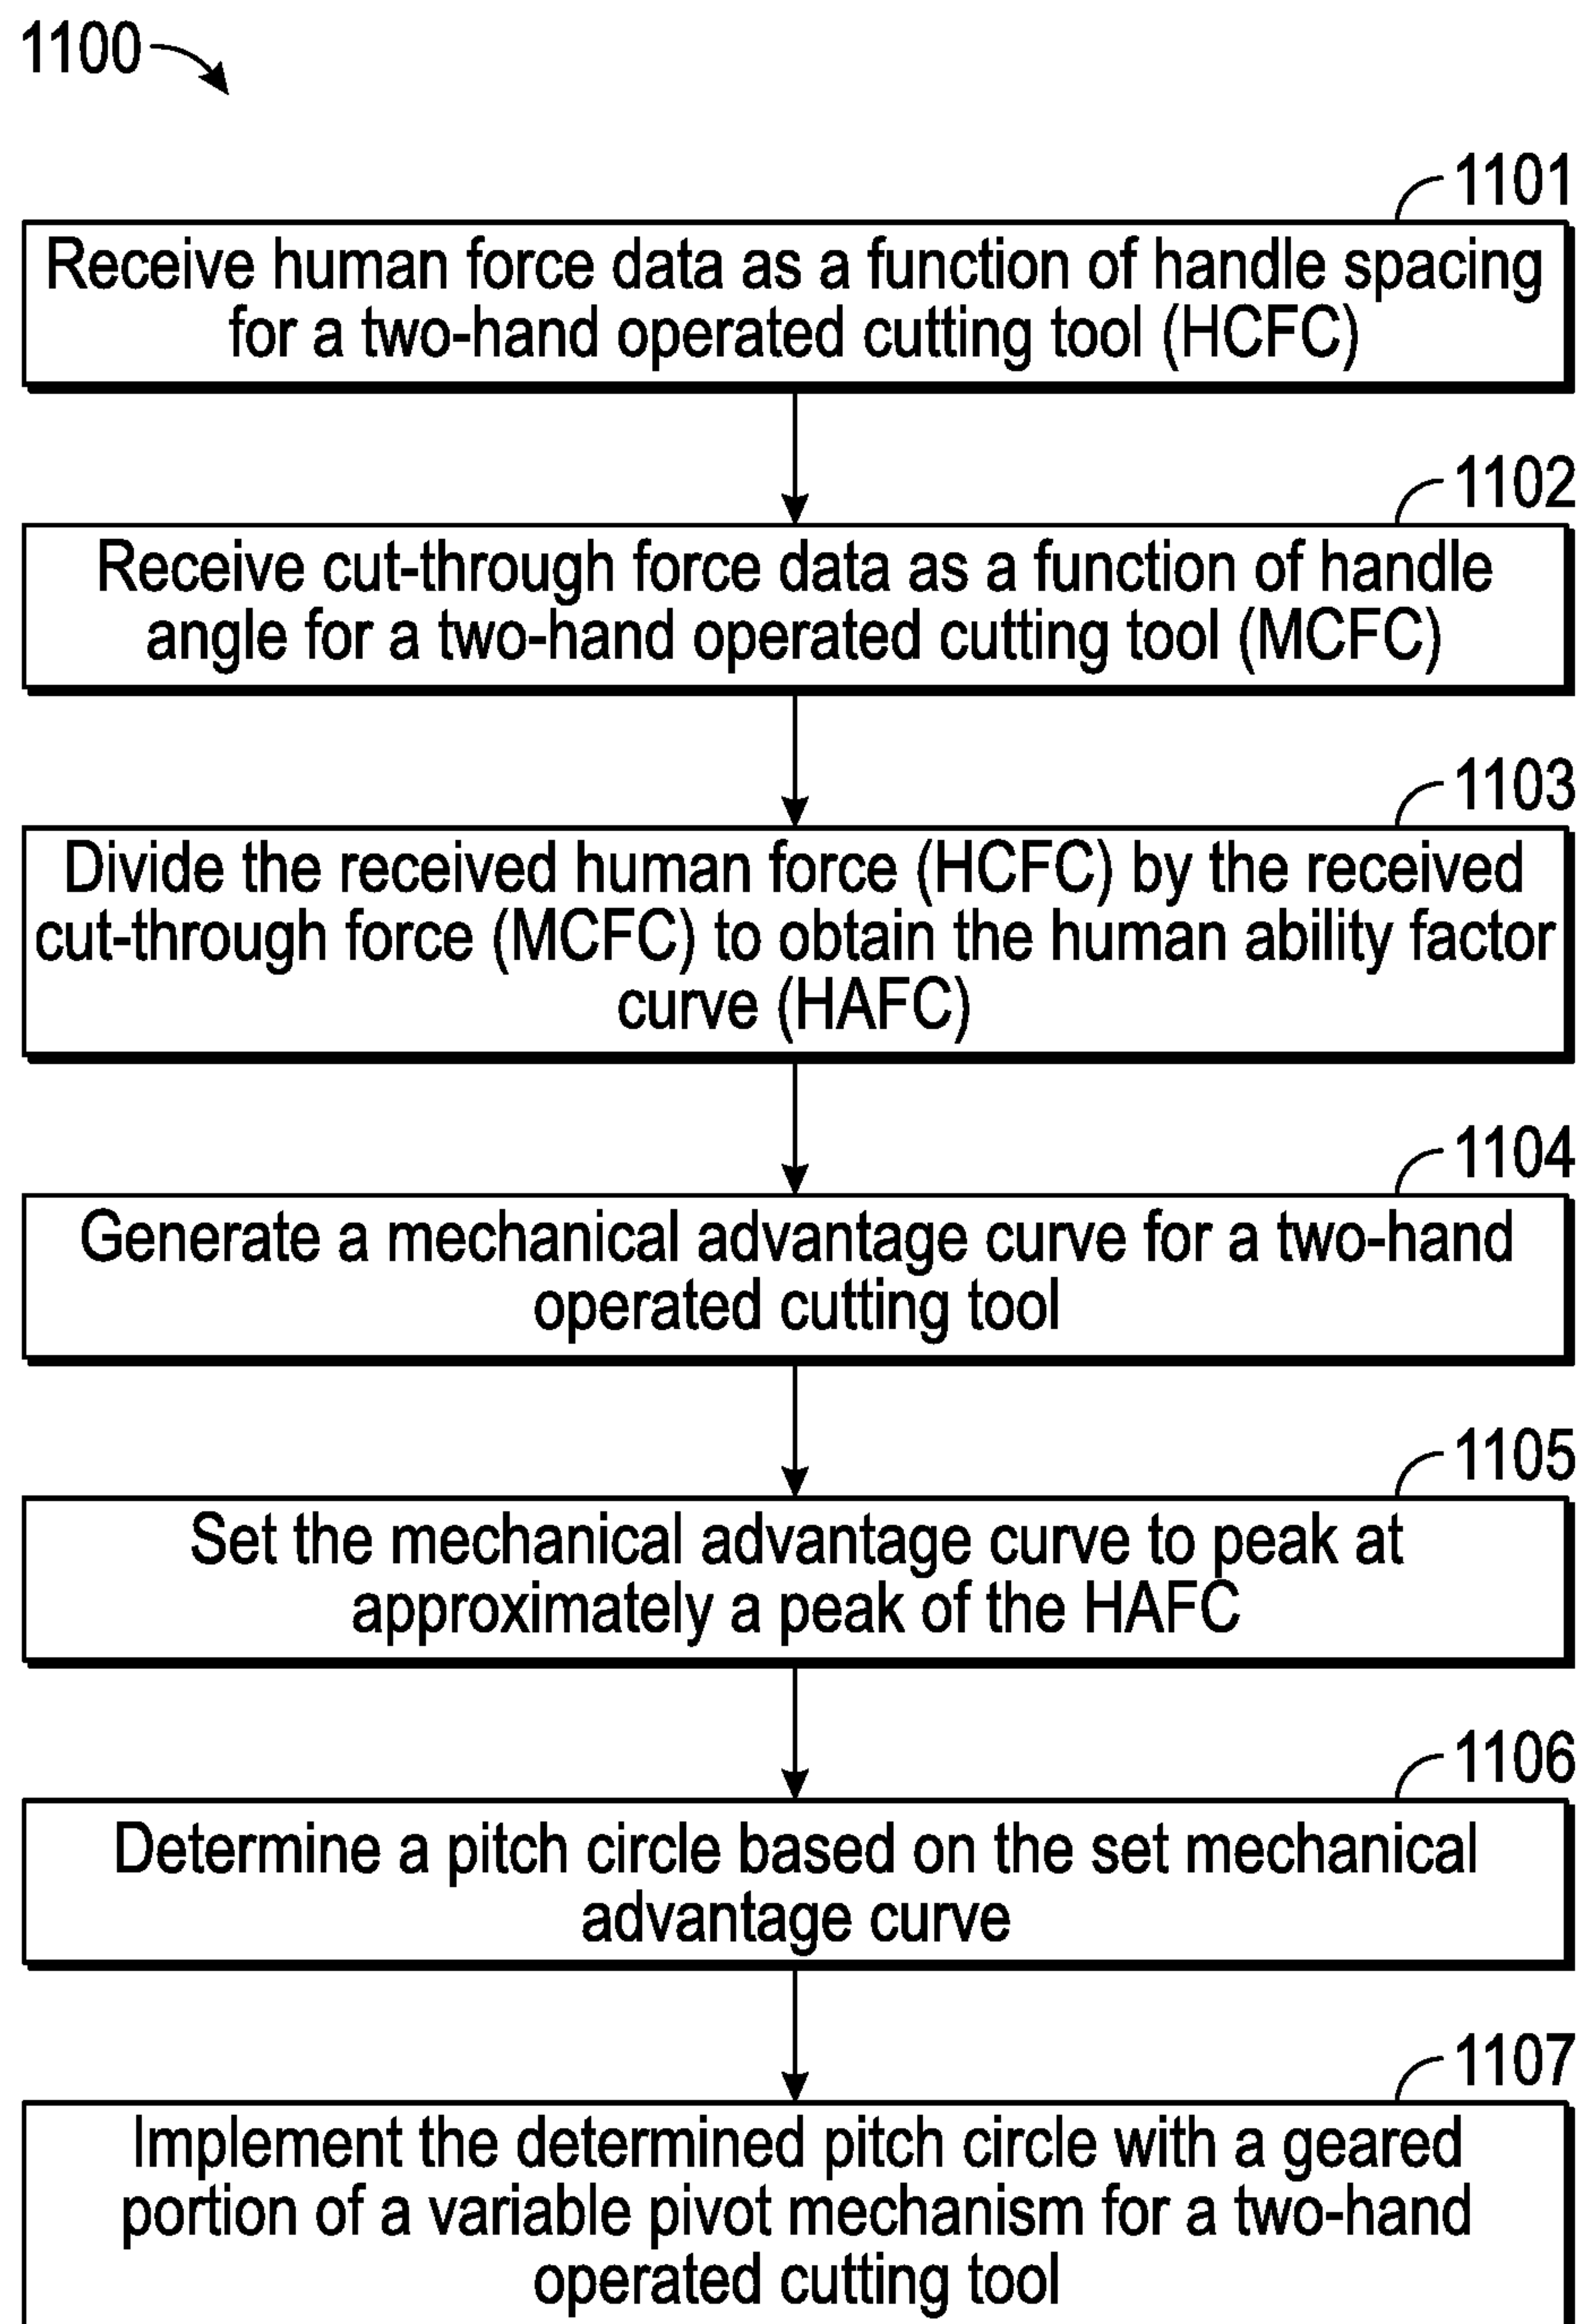 1100
1101
Receive human force data as a function of handle spacing
for a two-hand operated cutting tool (HCFC)
1102
Receive cut-through force data as a function of handle
angle for a two-hand operated cutting tool (MCFC)
1103
Divide the received human force (HCFC) by the received
cut-through force (MCFC) to obtain the human ability factor
curve (HAFC)
1104
Generate a mechanical advantage curve for a two-hand
operated cutting tool
1105
Set the mechanical advantage curve to peak at
approximately a peak of the HAFC
1106
Determine a pitch circle based on the set mechanical
advantage curve
1107
Implement the determined pitch circle with a geared
portion of a variable pivot mechanism for a two-hand
operated cutting tool